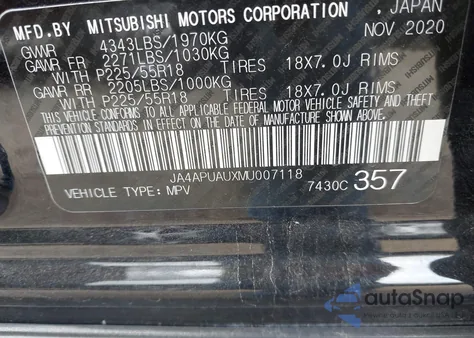 MFD.BY MITSUBISHI MOTORS CORPORATION, JAPAN
GVWR 4343LBS/1970KG NOV 2020
GAWR FR 2271LBS/1030KG
WITH P225/55R18 TIRES 18X7.0J RIMS
GAWR RR 2205LBS/1000KG
WITH P225/55R18 TIRES 18X7.0J RIMS
THIS VEHICLE CONFORMS TO ALL APPLICABLE FEDERAL MOTOR VEHICLE SAFETY AND THEFT
PREVENTION STANDARDS IN EFFECT ON THE DATE OF MANUFACTURE SHOWN ABOVE.
JA4APUAUXMU007118
VEHICLE TYPE: MPV 7430C 357
autoSnap